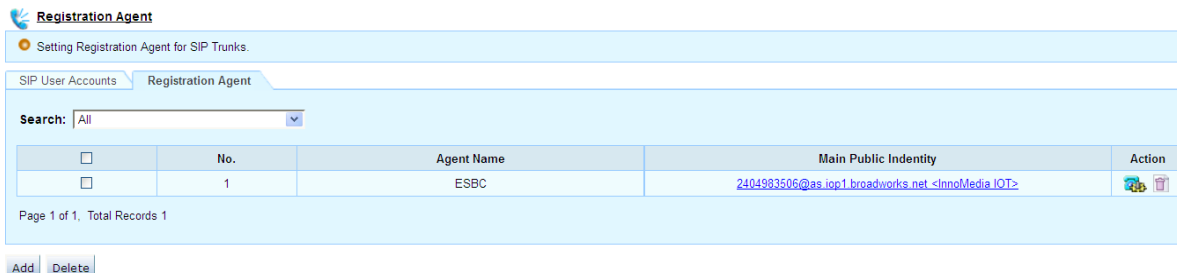 Registration Agent
Setting Registration Agent for SIP Trunks.
SIP User Accounts Registration Agent
Search: All
No. Agent Name Main Public Indentity Action
1 ESBC 2404983506@as.iop1.broadworks.net <InnoMedia IOT>
Page 1 of 1, Total Records 1
Add Delete